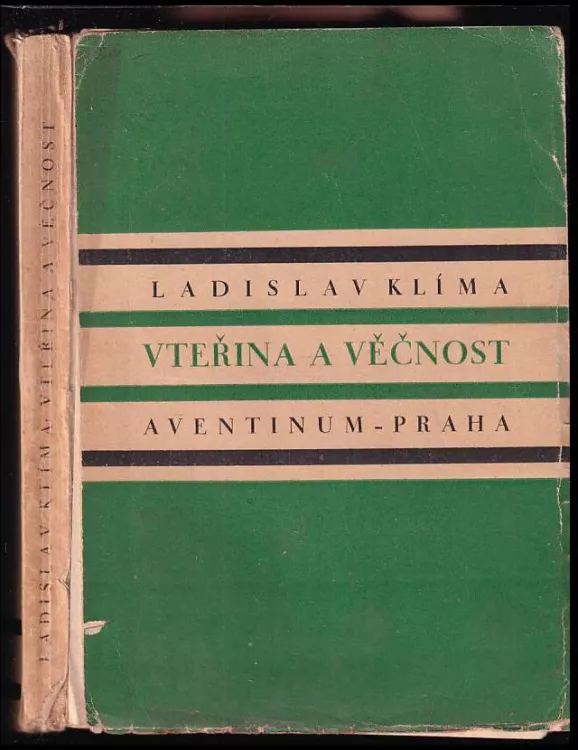 LADISLAV KLÍMA
VTEŘINA A VĚČNOST
AVENTINUM-PRAHA
LADISLAV KLÍMA: VTEŘINA A VĚČNOST